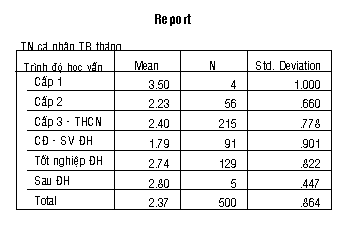 Report
TN cá nhân TB tháng
Trình độ học vấn Mean N Std. Deviation
Cấp 1 3.50 4 1.000
Cấp 2 2.23 56 .660
Cấp 3 - THCN 2.40 215 .778
CĐ - SV ĐH 1.79 91 .901
Tốt nghiệp ĐH 2.74 129 .822
Sau ĐH 2.80 5 .447
Total 2.37 500 .864